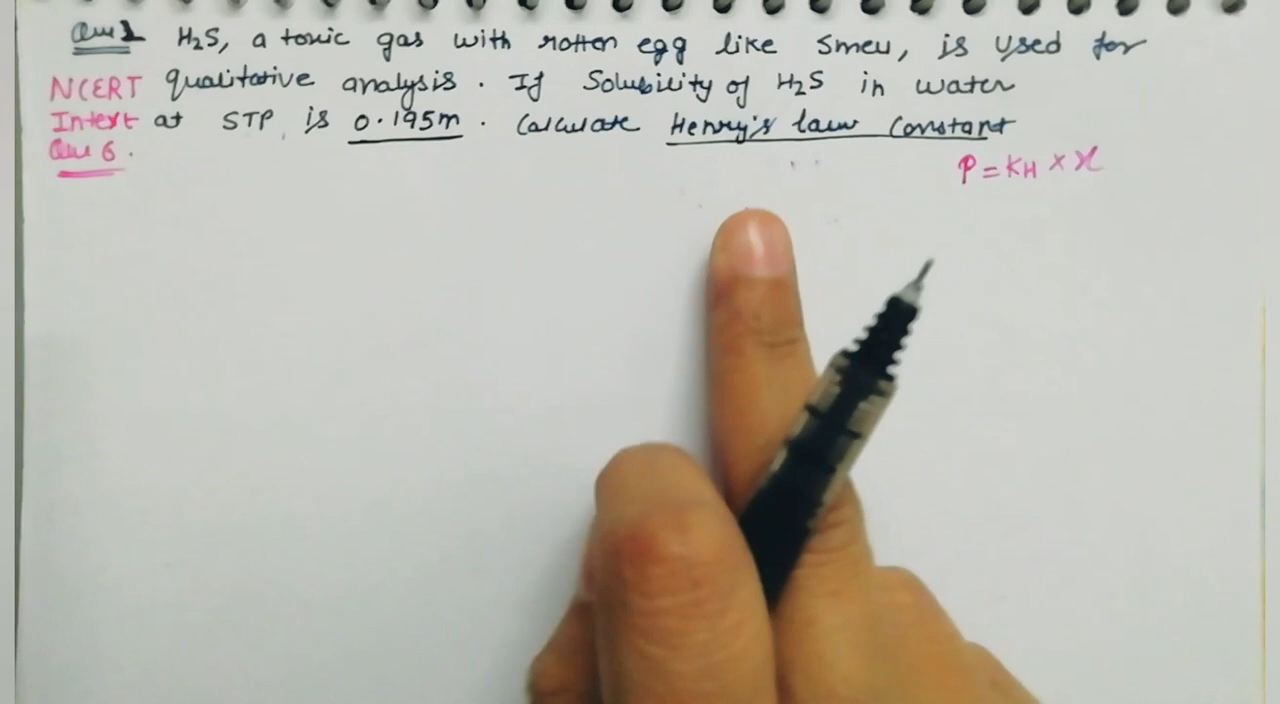 Que 1 H₂S, a toxic gas with rotten egg like smell, is used for
NCERT qualitative analysis. If Solubility of H₂S in water
Intext at STP, is 0.195m. Calculate Henry's law constant
Que 6.
P = KH × x